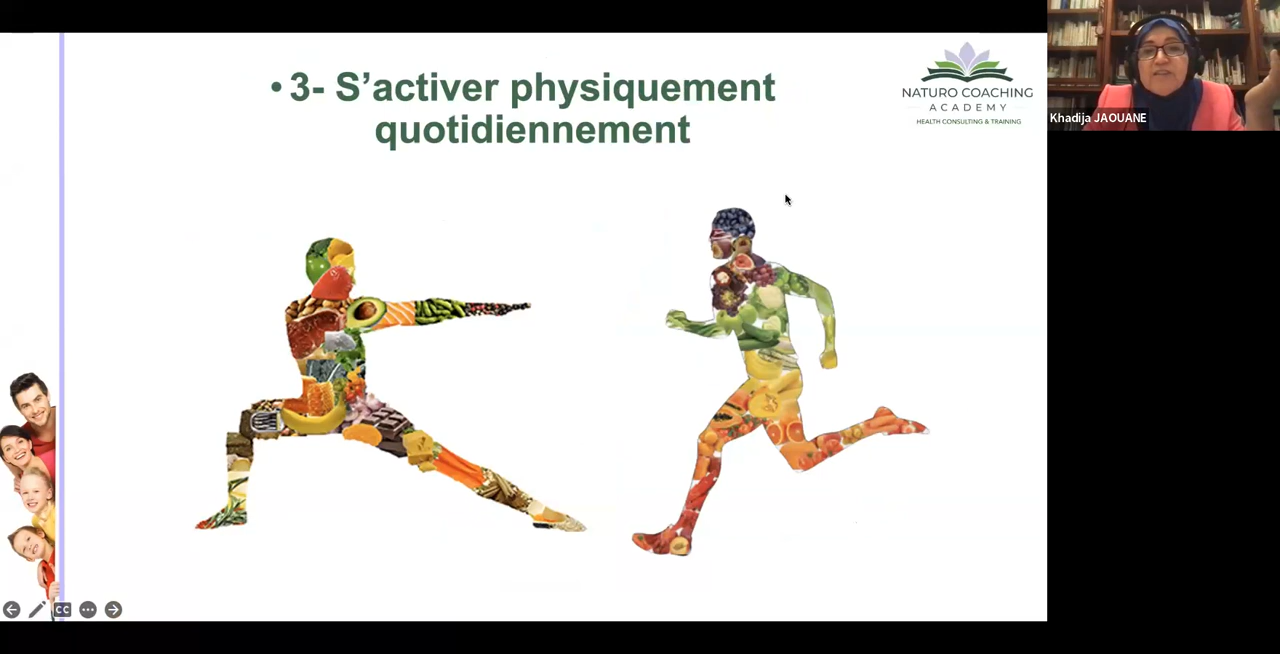 • 3- S’activer physiquement
quotidiennement
NATURO COACHING
ACADEMY
HEALTH CONSULTING & TRAINING
Khadija JAOUANE
CC